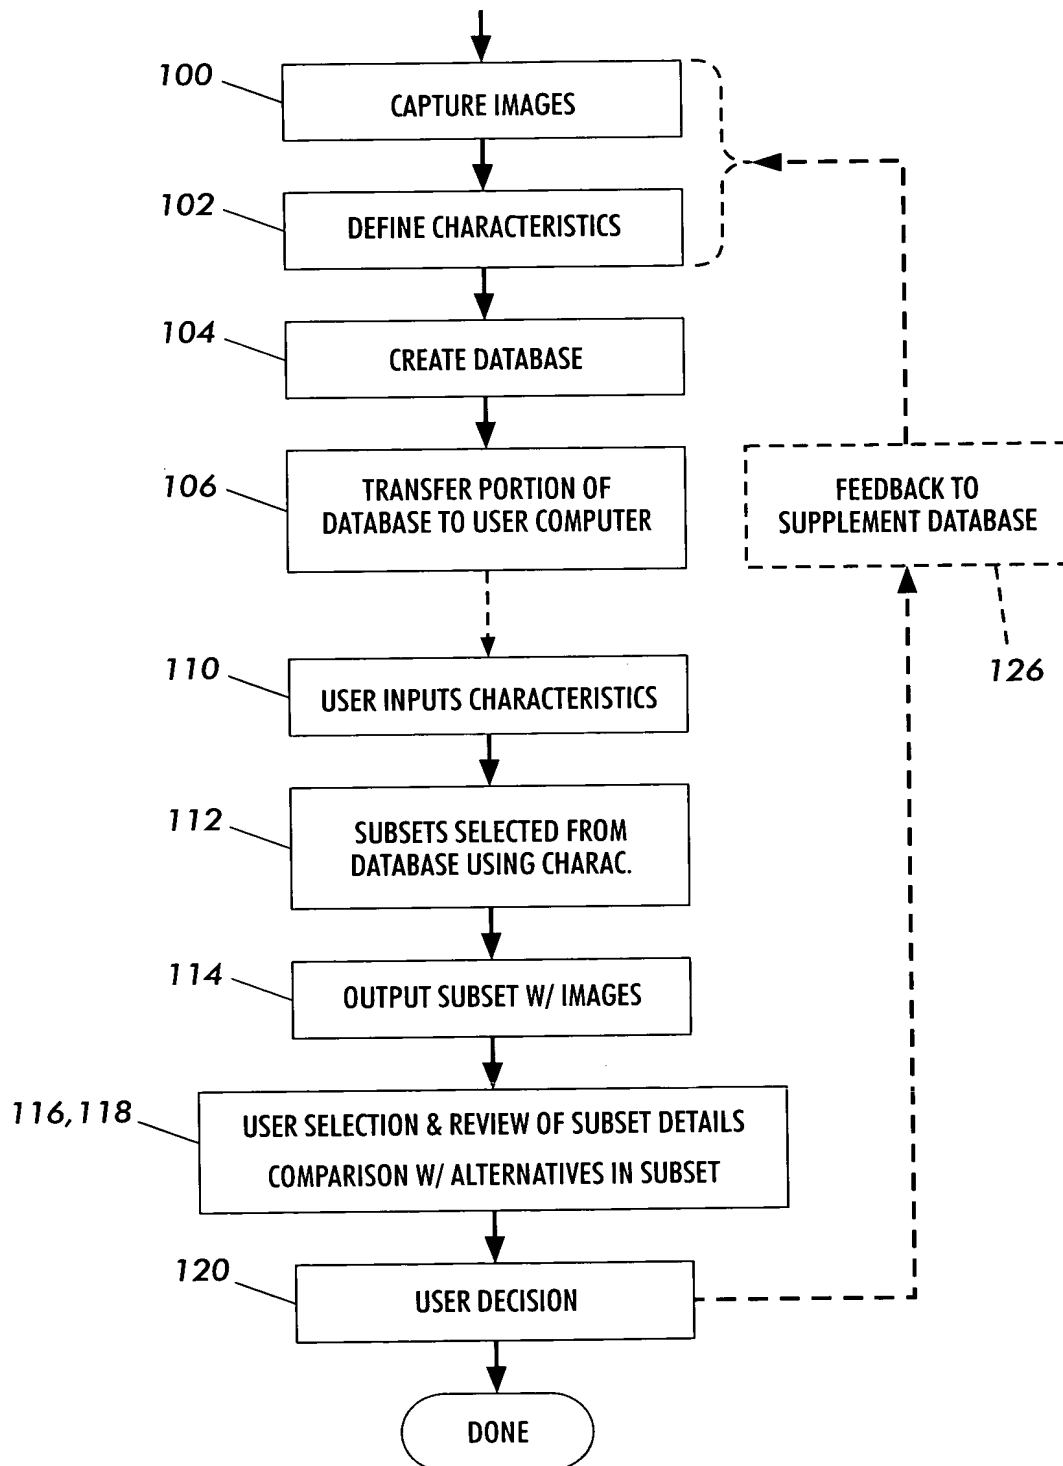 100
CAPTURE IMAGES
102
DEFINE CHARACTERISTICS
104
CREATE DATABASE
106
TRANSFER PORTION OF
DATABASE TO USER COMPUTER
FEEDBACK TO
SUPPLEMENT DATABASE
126
110
USER INPUTS CHARACTERISTICS
112
SUBSETS SELECTED FROM
DATABASE USING CHARAC.
114
OUTPUT SUBSET W/ IMAGES
116,118
USER SELECTION & REVIEW OF SUBSET DETAILS
COMPARISON W/ ALTERNATIVES IN SUBSET
120
USER DECISION
DONE